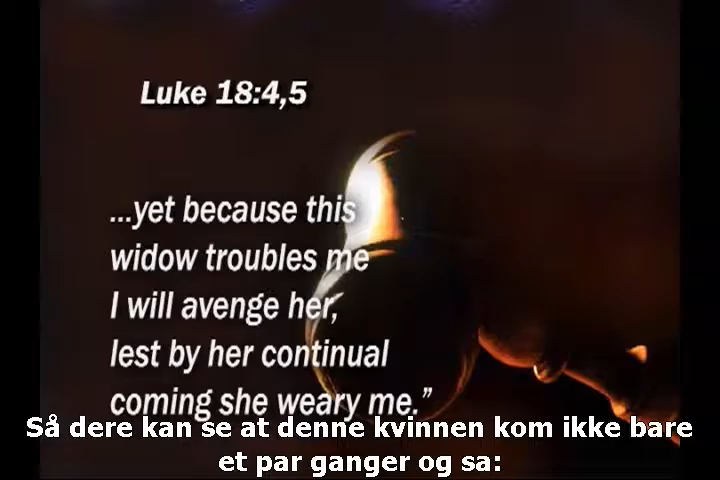 Luke 18:4,5
...yet because this
widow troubles me
I will avenge her,
lest by her continual
coming she weary me.”
Så dere kan se at denne kvinnen kom ikke bare
et par ganger og sa: